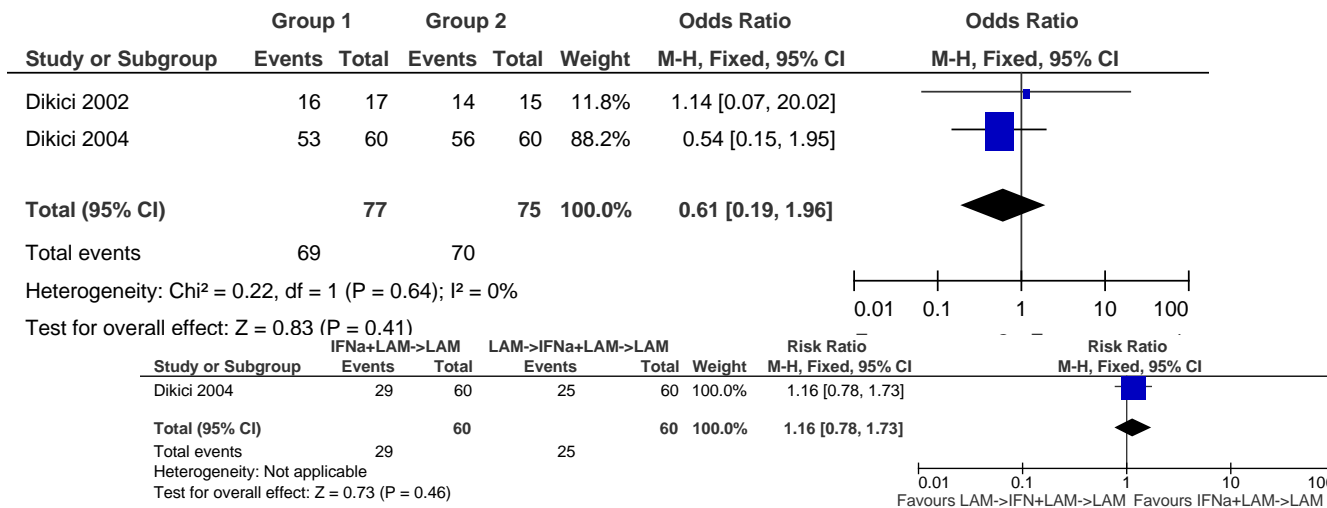 Group 1 Group 2 Odds Ratio Odds Ratio
Study or Subgroup Events Total Events Total Weight M-H, Fixed, 95% CI M-H, Fixed, 95% CI
Dikici 2002 16 17 14 15 11.8% 1.14 [0.07, 20.02]
Dikici 2004 53 60 56 60 88.2% 0.54 [0.15, 1.95]
Total (95% CI) 77 75 100.0% 0.61 [0.19, 1.96]
Total events 69 70
Heterogeneity: Chi² = 0.22, df = 1 (P = 0.64); I² = 0%
0.01 0.1 1 10 100
Test for overall effect: Z = 0.83 (P = 0.41)
IFNa+LAM->LAM LAM->IFNa+LAM->LAM Risk Ratio Risk Ratio
Study or Subgroup Events Total Events Total Weight M-H, Fixed, 95% CI M-H, Fixed, 95% CI
Dikici 2004 29 60 25 60 100.0% 1.16 [0.78, 1.73]
Total (95% CI) 60 60 100.0% 1.16 [0.78, 1.73]
Total events 29 25
Heterogeneity: Not applicable
Test for overall effect: Z = 0.73 (P = 0.46)
0.01 0.1 1 10
Favours LAM->IFN+LAM->LAM Favours IFNa+LAM->LAM